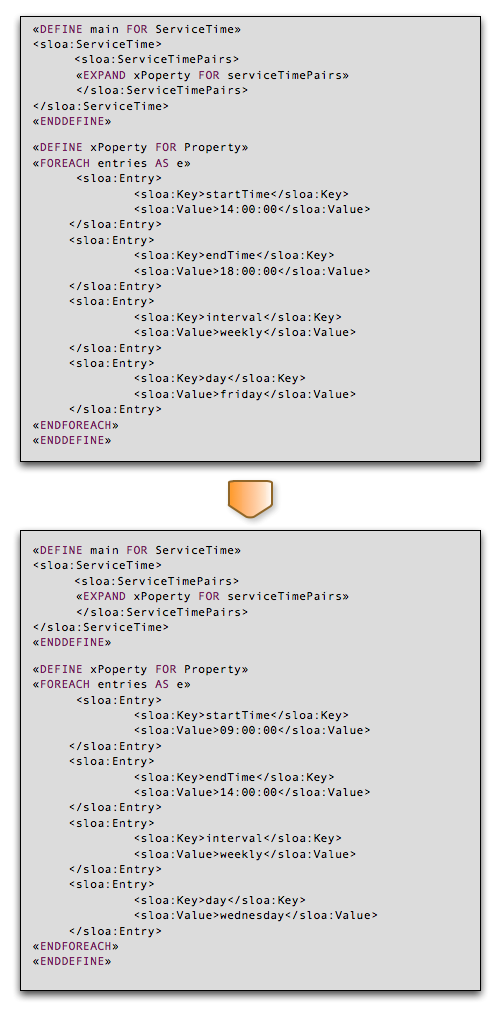 «DEFINE main FOR ServiceTime»
<sloa:ServiceTime>
<sloa:ServiceTimePairs>
«EXPAND xPoperty FOR serviceTimePairs»
</sloa:ServiceTimePairs>
</sloa:ServiceTime>
«ENDDEFINE»
«DEFINE xPoperty FOR Property»
«FOREACH entries AS e»
<sloa:Entry>
<sloa:Key>startTime</sloa:Key>
<sloa:Value>14:00:00</sloa:Value>
</sloa:Entry>
<sloa:Entry>
<sloa:Key>endTime</sloa:Key>
<sloa:Value>18:00:00</sloa:Value>
</sloa:Entry>
<sloa:Entry>
<sloa:Key>interval</sloa:Key>
<sloa:Value>weekly</sloa:Value>
</sloa:Entry>
<sloa:Entry>
<sloa:Key>day</sloa:Key>
<sloa:Value>friday</sloa:Value>
</sloa:Entry>
«ENDFOREACH»
«ENDDEFINE»
«DEFINE main FOR ServiceTime»
<sloa:ServiceTime>
<sloa:ServiceTimePairs>
«EXPAND xPoperty FOR serviceTimePairs»
</sloa:ServiceTimePairs>
</sloa:ServiceTime>
«ENDDEFINE»
«DEFINE xPoperty FOR Property»
«FOREACH entries AS e»
<sloa:Entry>
<sloa:Key>startTime</sloa:Key>
<sloa:Value>09:00:00</sloa:Value>
</sloa:Entry>
<sloa:Entry>
<sloa:Key>endTime</sloa:Key>
<sloa:Value>14:00:00</sloa:Value>
</sloa:Entry>
<sloa:Entry>
<sloa:Key>interval</sloa:Key>
<sloa:Value>weekly</sloa:Value>
</sloa:Entry>
<sloa:Entry>
<sloa:Key>day</sloa:Key>
<sloa:Value>wednesday</sloa:Value>
</sloa:Entry>
«ENDFOREACH»
«ENDDEFINE»